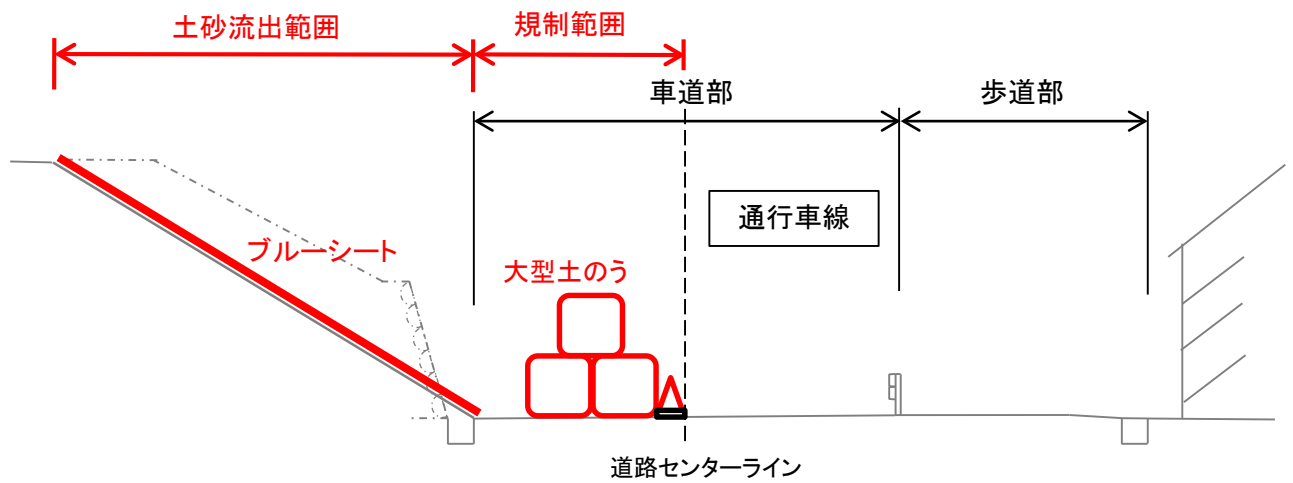 土砂流出範囲
規制範囲
車道部
歩道部
通行車線
ブルーシート
大型土のう
道路センターライン